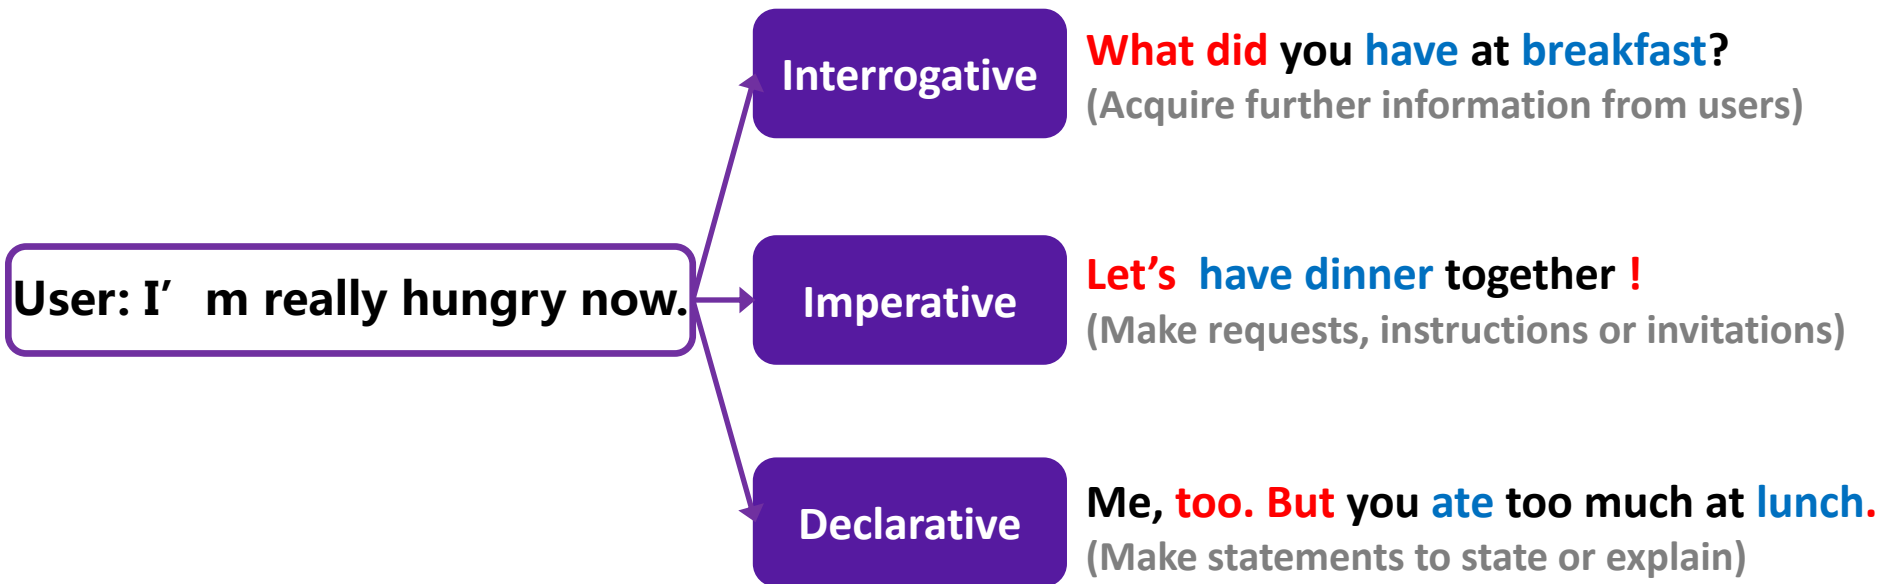 Interrogative
What did you have at breakfast?
(Acquire further information from users)
User: I’ m really hungry now.
Imperative
Let’s have dinner together !
(Make requests, instructions or invitations)
Declarative
Me, too. But you ate too much at lunch.
(Make statements to state or explain)